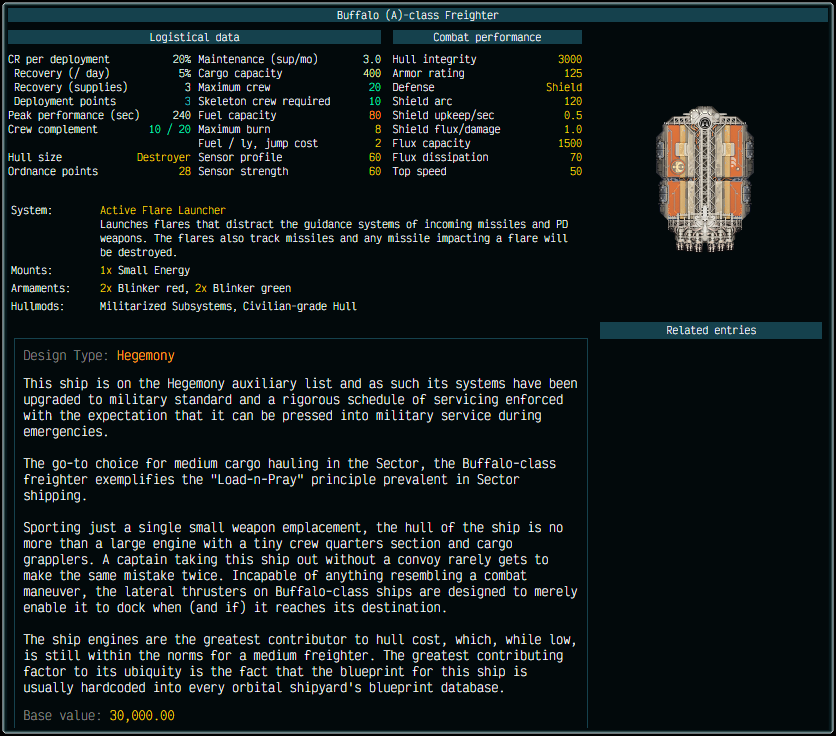 Buffalo (A)-class Freighter
Logistical data
CR per deployment 20% Maintenance (sup/mo) 3.0
Recovery (/ day) 5% Cargo capacity 400
Recovery (supplies) 3 Maximum crew 20
Deployment points 3 Skeleton crew required 10
Peak performance (sec) 240 Fuel capacity 80
Crew complement 10 / 20 Maximum burn 8
Fuel / ly, jump cost 2
Hull size Destroyer Sensor profile 60
Ordnance points 28 Sensor strength 60
Combat performance
Hull integrity 3000
Armor rating 125
Defense Shield
Shield arc 120
Shield upkeep/sec 0.5
Shield flux/damage 1.0
Flux capacity 1500
Flux dissipation 70
Top speed 50
System: Active Flare Launcher
Launches flares that distract the guidance systems of incoming missiles and PD
weapons. The flares also track missiles and any missile impacting a flare will
be destroyed.
Mounts: 1x Small Energy
Armaments: 2x Blinker red, 2x Blinker green
Hullmods: Militarized Subsystems, Civilian-grade Hull
Related entries
Design Type: Hegemony
This ship is on the Hegemony auxiliary list and as such its systems have been
upgraded to military standard and a rigorous schedule of servicing enforced
with the expectation that it can be pressed into military service during
emergencies.
The go-to choice for medium cargo hauling in the Sector, the Buffalo-class
freighter exemplifies the "Load-n-Pray" principle prevalent in Sector
shipping.
Sporting just a single small weapon emplacement, the hull of the ship is no
more than a large engine with a tiny crew quarters section and cargo
grapplers. A captain taking this ship out without a convoy rarely gets to
make the same mistake twice. Incapable of anything resembling a combat
maneuver, the lateral thrusters on Buffalo-class ships are designed to merely
enable it to dock when (and if) it reaches its destination.
The ship engines are the greatest contributor to hull cost, which, while low,
is still within the norms for a medium freighter. The greatest contributing
factor to its ubiquity is the fact that the blueprint for this ship is
usually hardcoded into every orbital shipyard's blueprint database.
Base value: 30,000.00